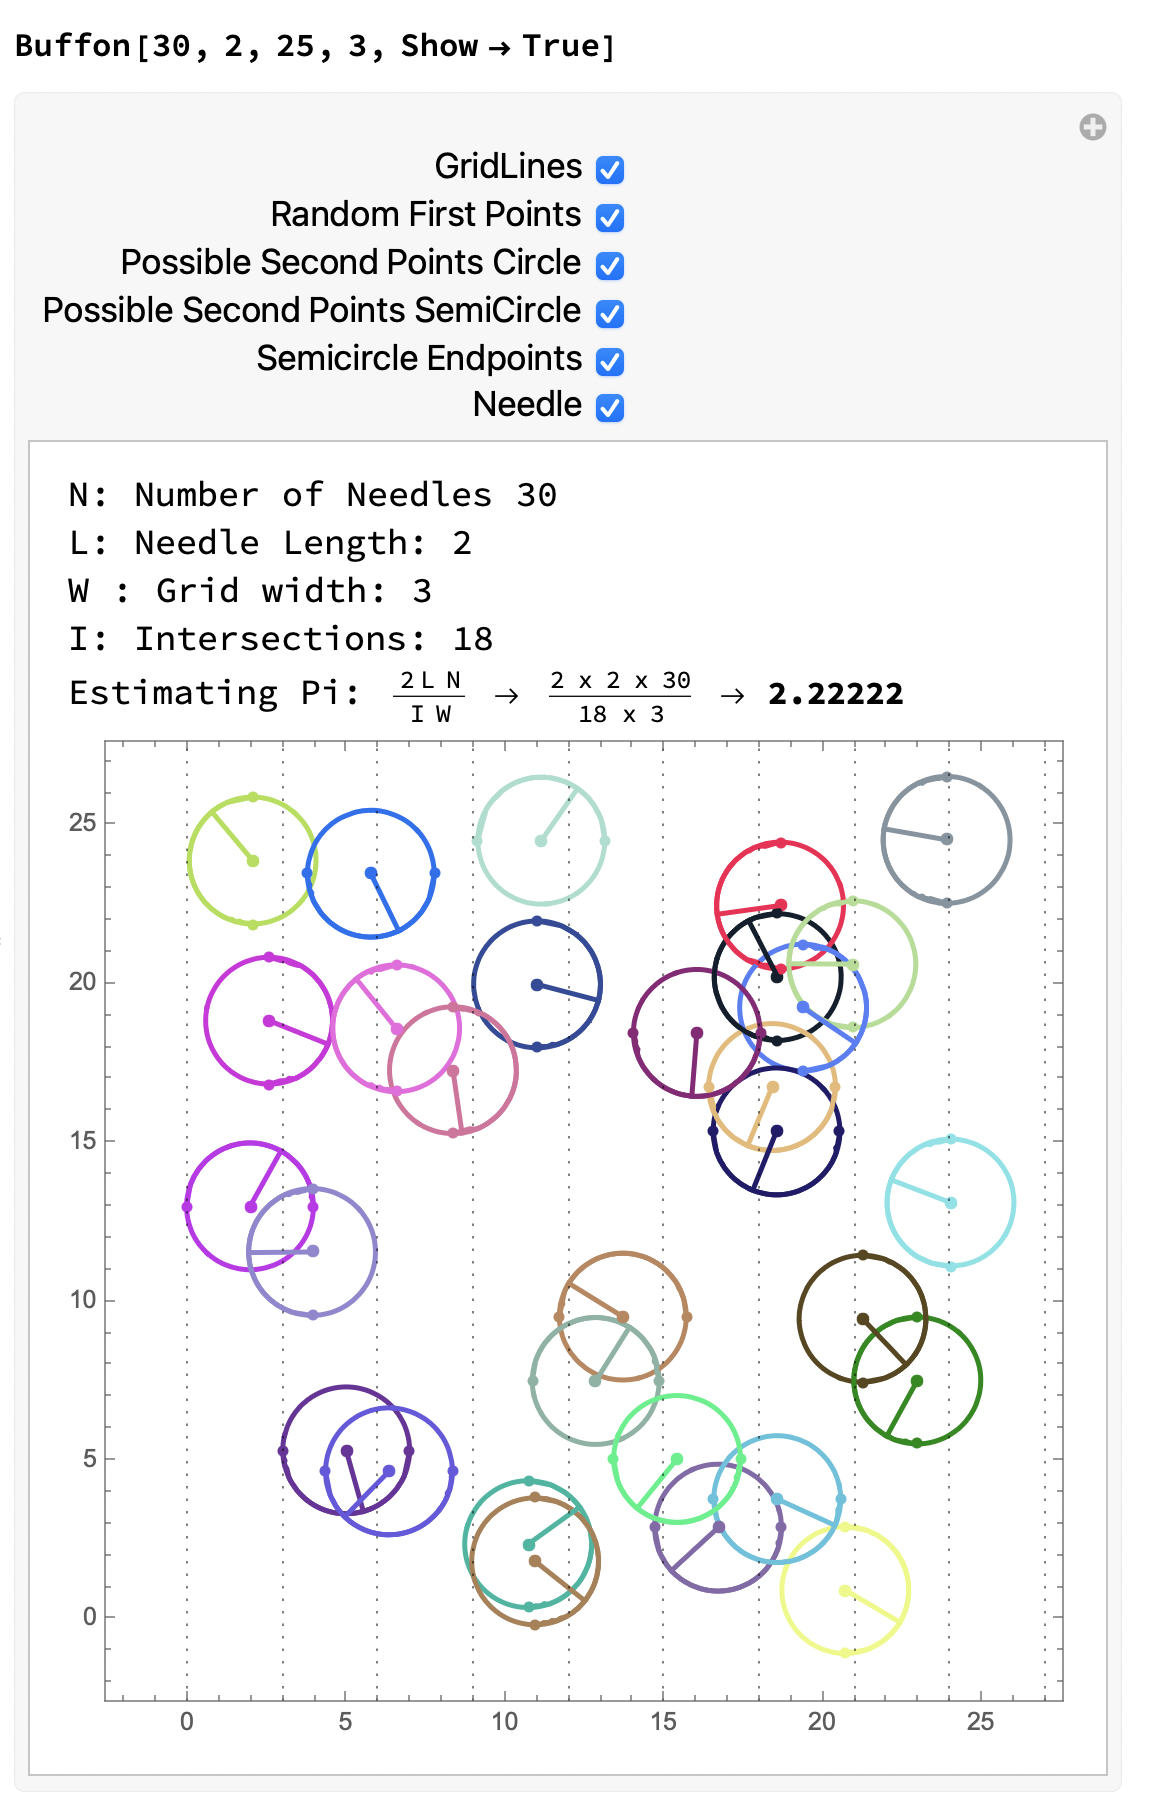 Buffon[30, 2, 25, 3, Show → True]
GridLines
Random First Points
Possible Second Points Circle
Possible Second Points SemiCircle
Semicircle Endpoints
Needle
N: Number of Needles 30
L: Needle Length: 2
W : Grid width: 3
I: Intersections: 18
Estimating Pi: 2 L N / I W → 2 x 2 x 30 / 18 x 3 → 2.22222
25
20
15
10
5
0
0 5 10 15 20 25